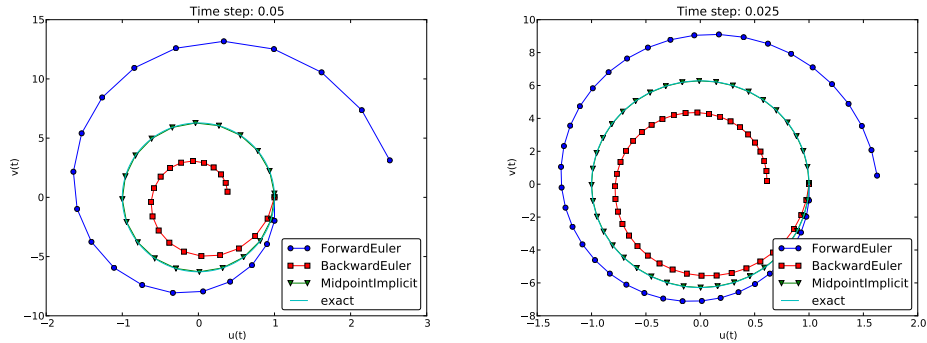 Time step: 0.05
15
10
5
0
−5
−10
v(t)
−2
−1
0
1
2
3
u(t)
ForwardEuler
BackwardEuler
MidpointImplicit
exact
Time step: 0.025
10
8
6
4
2
0
−2
−4
−6
−8
v(t)
−1.5
−1.0
−0.5
0.0
0.5
1.0
1.5
2.0
u(t)
ForwardEuler
BackwardEuler
MidpointImplicit
exact